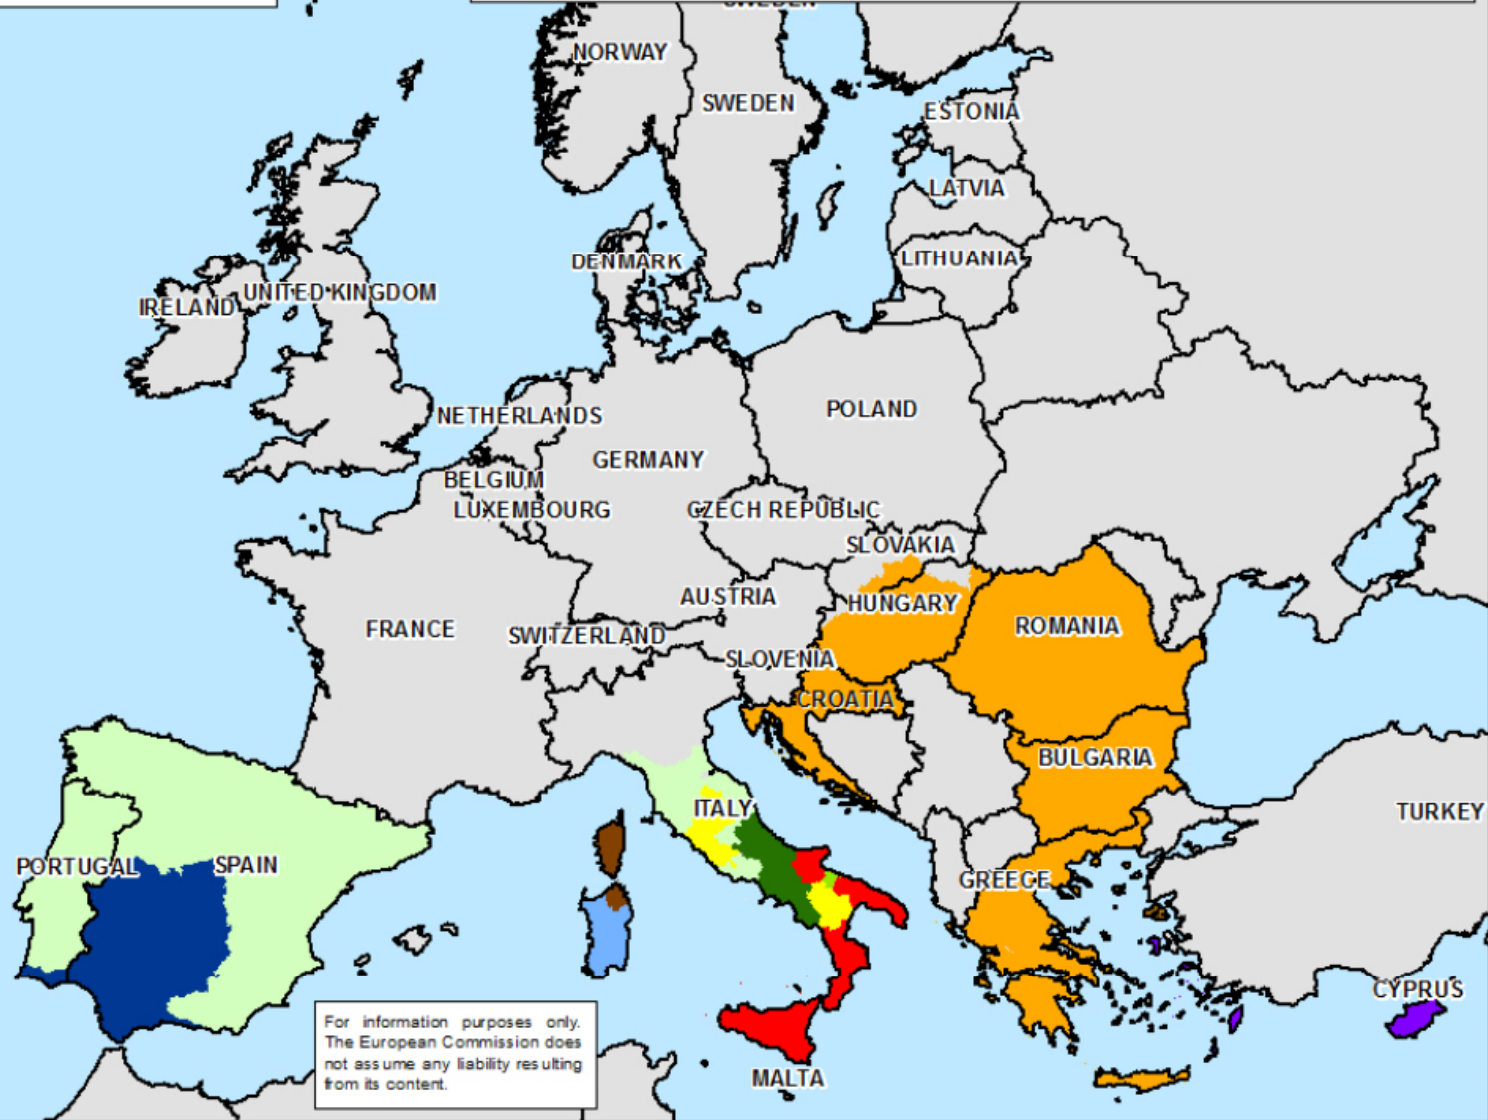 SWEDEN
NORWAY
SWEDEN
ESTONIA
LATVIA
LITHUANIA
DENMARK
UNITED KINGDOM
IRELAND
NETHERLANDS
POLAND
GERMANY
BELGIUM
LUXEMBOURG
CZECH REPUBLIC
SLOVAKIA
AUSTRIA
HUNGARY
FRANCE
SWITZERLAND
ROMANIA
SLOVENIA
CROATIA
BULGARIA
ITALY
TURKEY
PORTUGAL
SPAIN
GREECE
CYPRUS
For information purposes only.
The European Commission does
not assume any liability resulting
from its content.
MALTA